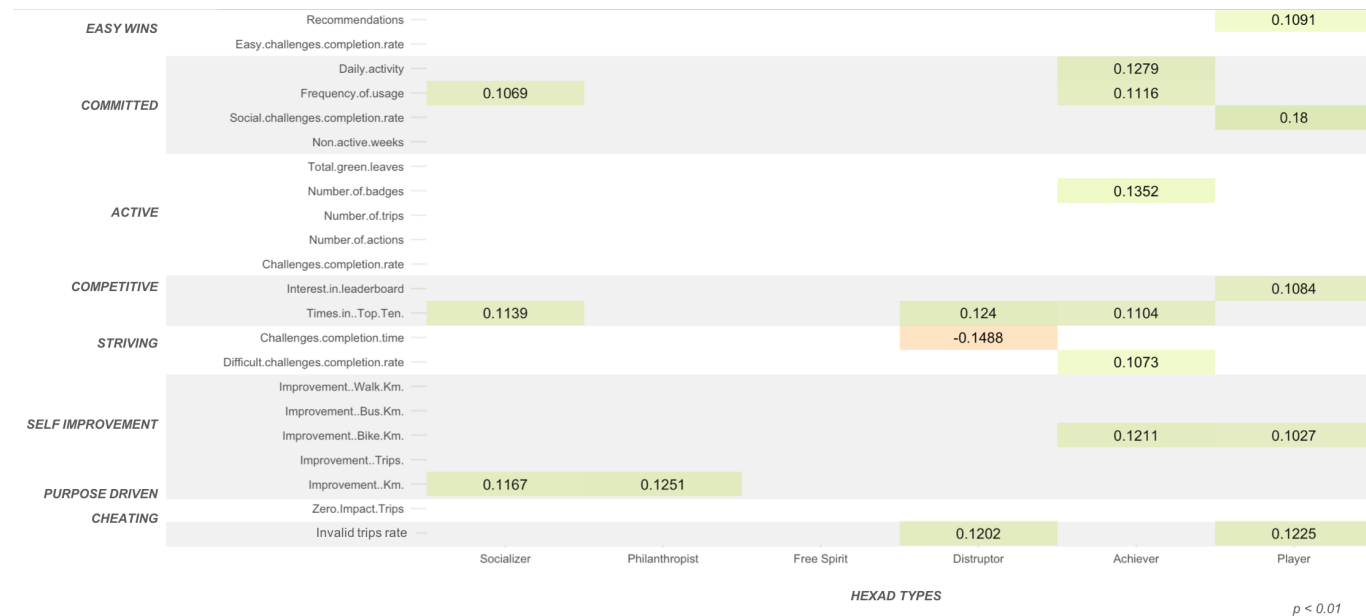 EASY WINS
Recommendations 0.1091
Easy.challenges.completion.rate
COMMITTED
Daily.activity 0.1279
Frequency.of.usage 0.1069 0.1116
Social.challenges.completion.rate 0.18
Non.active.weeks
ACTIVE
Total.green.leaves
Number.of.badges 0.1352
Number.of.trips
Number.of.actions
Challenges.completion.rate
COMPETITIVE
Interest.in.leaderboard 0.1084
Times.in..Top.Ten. 0.1139 0.124 0.1104
STRIVING
Challenges.completion.time -0.1488
Difficult.challenges.completion.rate 0.1073
SELF IMPROVEMENT
Improvement..Walk.Km.
Improvement..Bus.Km.
Improvement..Bike.Km. 0.1211 0.1027
Improvement..Trips.
Improvement..Km. 0.1167 0.1251
PURPOSE DRIVEN
Zero.Impact.Trips
CHEATING
Invalid trips rate 0.1202 0.1225
Socializer Philanthropist Free Spirit Distruptor Achiever Player
HEXAD TYPES
p < 0.01